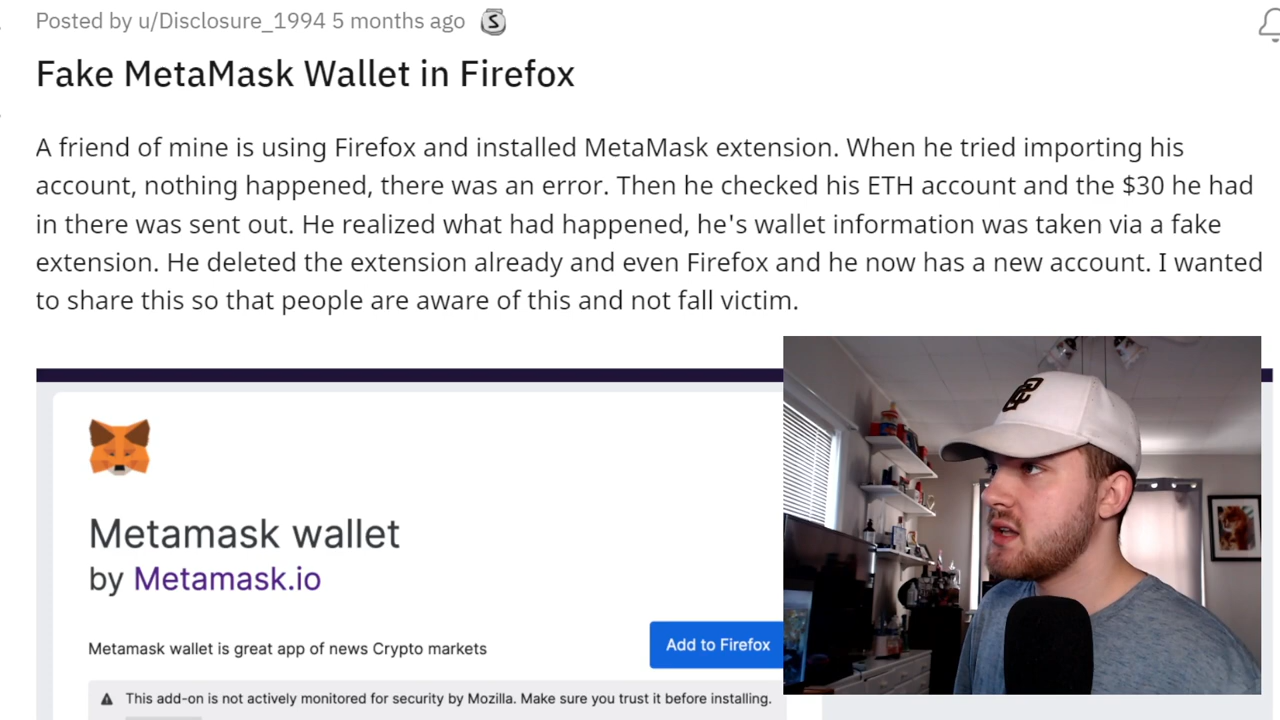 Posted by u/Disclosure_1994 5 months ago
Fake MetaMask Wallet in Firefox
A friend of mine is using Firefox and installed MetaMask extension. When he tried importing his
account, nothing happened, there was an error. Then he checked his ETH account and the $30 he had
in there was sent out. He realized what had happened, he's wallet information was taken via a fake
extension. He deleted the extension already and even Firefox and he now has a new account. I wanted
to share this so that people are aware of this and not fall victim.
Metamask wallet
by Metamask.io
Metamask wallet is great app of news Crypto markets
Add to Firefox
This add-on is not actively monitored for security by Mozilla. Make sure you trust it before installing.